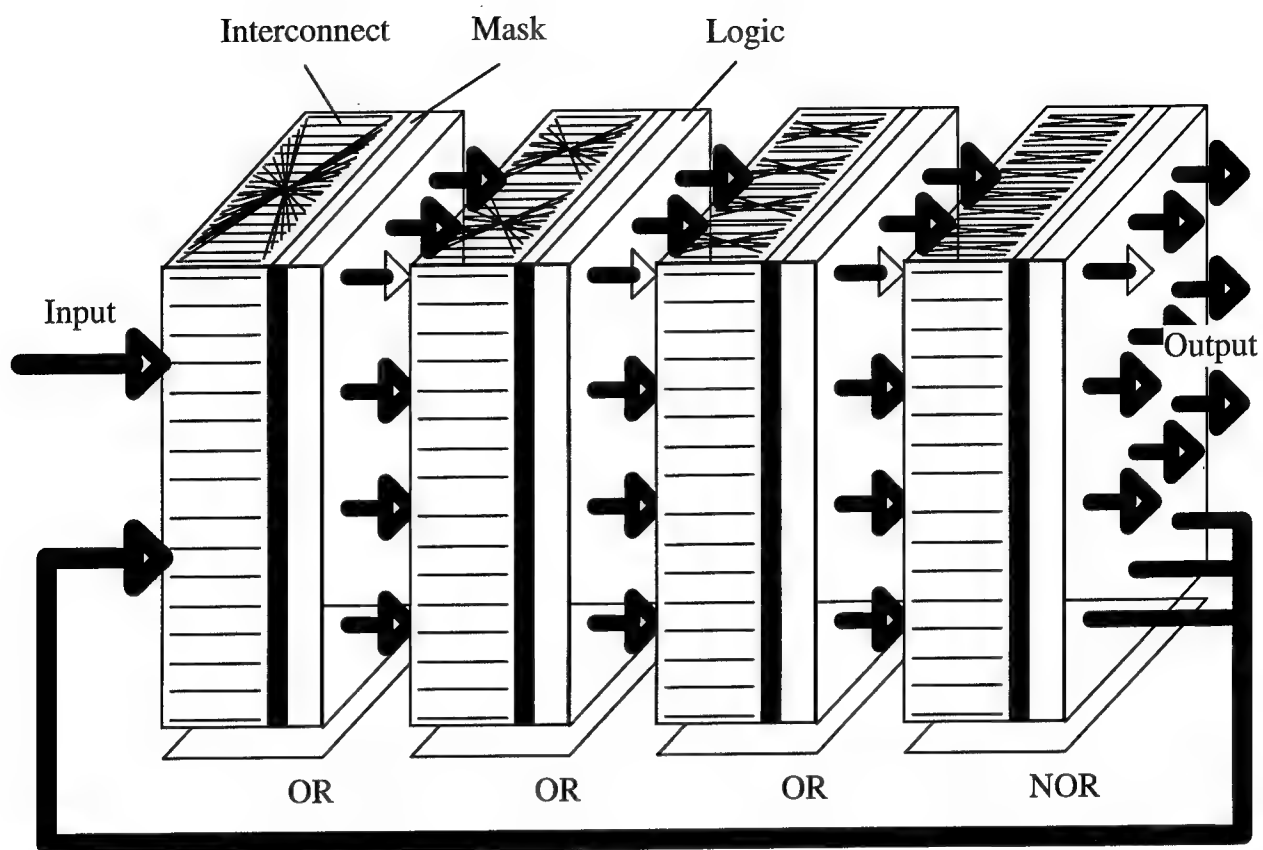 Interconnect
Mask
Logic
Input
Output
OR
OR
OR
NOR